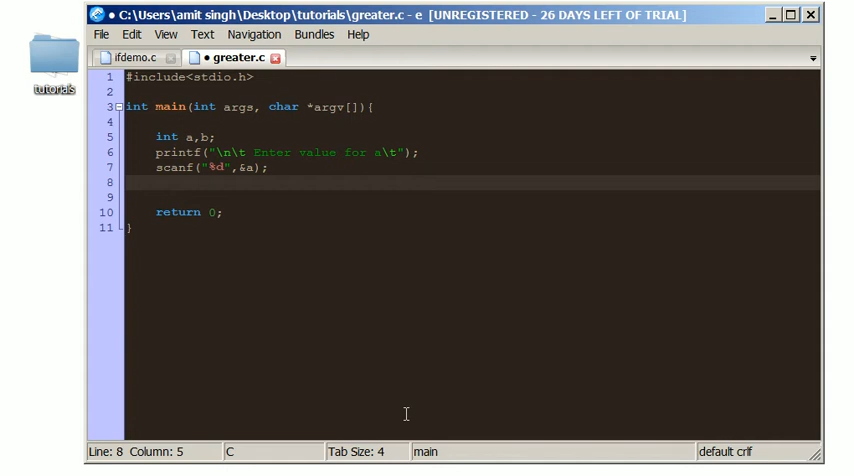 C:\Users\amit singh\Desktop\tutorials\greater.c - e [UNREGISTERED - 26 DAYS LEFT OF TRIAL]
File Edit View Text Navigation Bundles Help
ifdemo.c • greater.c
tutorials
1 #include<stdio.h>
2
3 int main(int args, char *argv[]){
4
5 int a,b;
6 printf("\n\t Enter value for a\t");
7 scanf("%d",&a);
8
9
10 return 0;
11 }
Line: 8 Column: 5 C Tab Size: 4 main default crlf